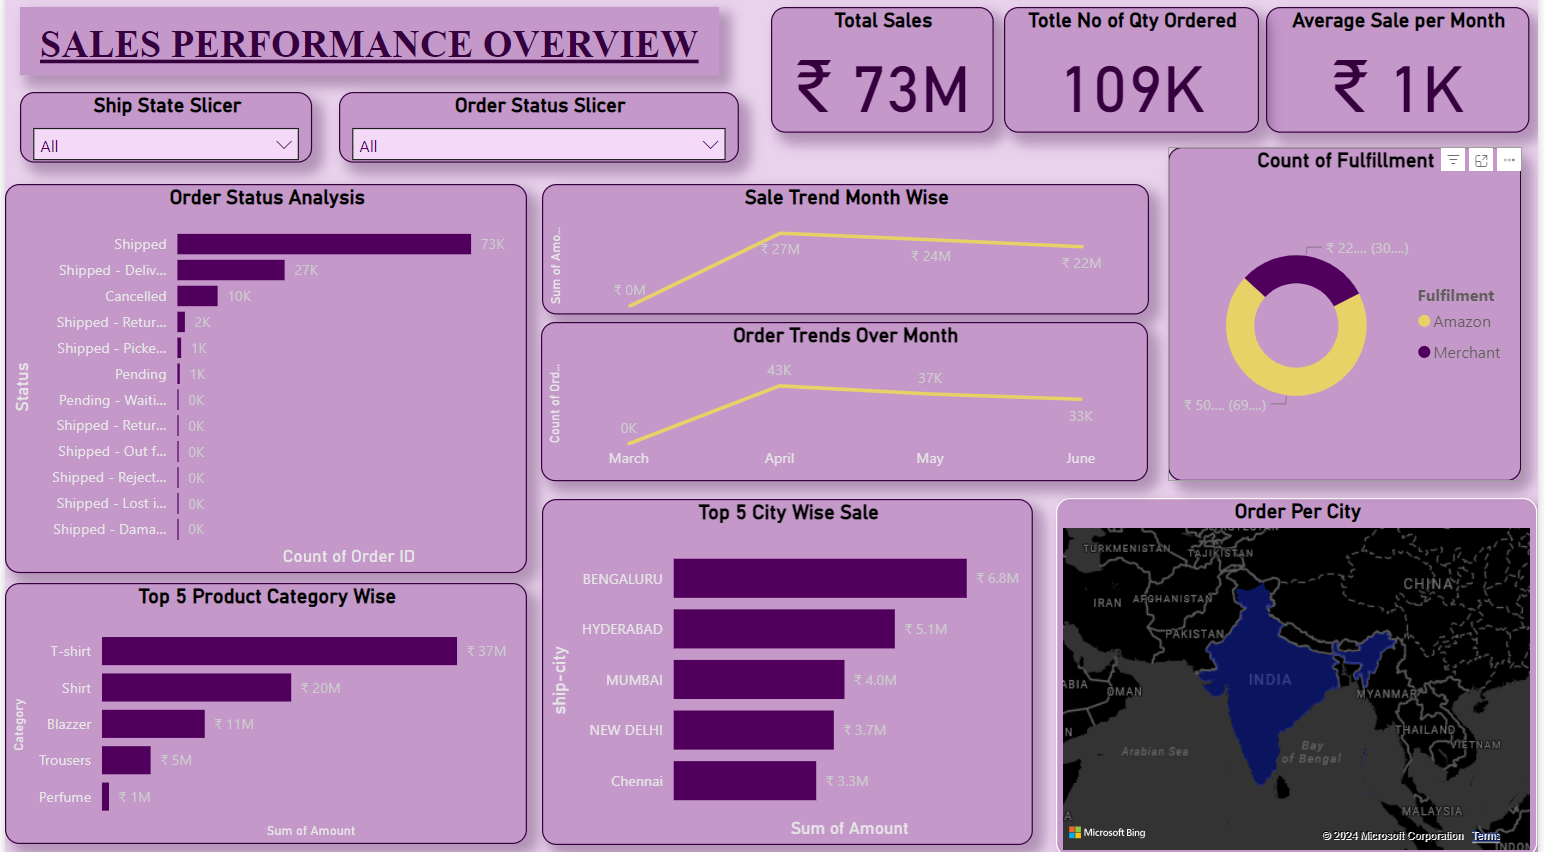 SALES PERFORMANCE OVERVIEW
Total Sales
₹ 73M
Totle No of Qty Ordered
109K
Average Sale per Month
₹ 1K
Ship State Slicer
All
Order Status Slicer
All
Order Status Analysis
Status
Shipped 73K
Shipped - Deliv... 27K
Cancelled 10K
Shipped - Retur... 2K
Shipped - Picke... 1K
Pending 1K
Pending - Waiti... 0K
Shipped - Retur... 0K
Shipped - Out f... 0K
Shipped - Reject... 0K
Shipped - Lost i... 0K
Shipped - Dama... 0K
Count of Order ID
Sale Trend Month Wise
Sum of Amo...
₹ 0M
₹ 27M
₹ 24M
₹ 22M
Order Trends Over Month
Count of Ord...
0K
43K
37K
33K
March April May June
Count of Fulfillment
₹ 22.... (30....)
₹ 50.... (69....)
Fulfilment
Amazon
Merchant
Top 5 Product Category Wise
Category
T-shirt ₹ 37M
Shirt ₹ 20M
Blazzer ₹ 11M
Trousers ₹ 5M
Perfume ₹ 1M
Sum of Amount
Top 5 City Wise Sale
ship-city
BENGALURU ₹ 6.8M
HYDERABAD ₹ 5.1M
MUMBAI ₹ 4.0M
NEW DELHI ₹ 3.7M
Chennai ₹ 3.3M
Sum of Amount
Order Per City
TURKMENISTAN
TAJIKISTAN
CHINA
IRAN
AFGHANISTAN
PAKISTAN
INDIA
OMAN
MYANMAR
THAILAND
VIETNAM
Arabian Sea
Bay
of Bengal
MALAYSIA
Microsoft Bing
© 2024 Microsoft Corporation Terms